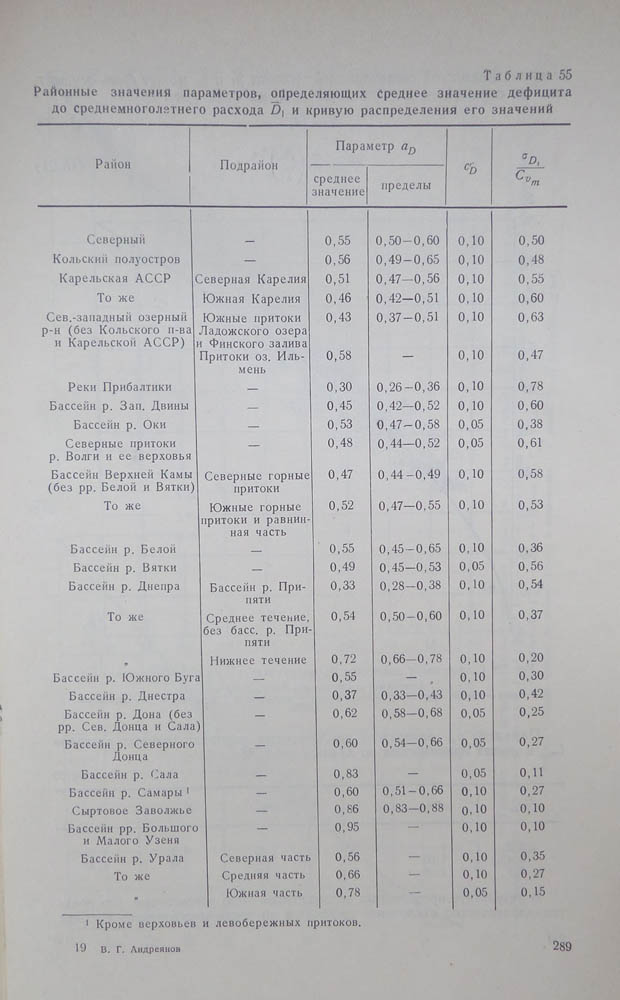 Таблица 55
Районные значения параметров, определяющих среднее значение дефицита
до среднемноголетнего расхода D̄₁ и кривую распределения его значений
Район Подрайон Параметр a_D c'_D σ_D₁ / C_v_m
среднее значение пределы
Северный — 0,55 0,50—0,60 0,10 0,50
Кольский полуостров — 0,56 0,49—0,65 0,10 0,48
Карельская АССР Северная Карелия 0,51 0,47—0,56 0,10 0,55
То же Южная Карелия 0,46 0,42—0,51 0,10 0,60
Сев.-западный озерный Южные притоки 0,43 0,37—0,51 0,10 0,63
р-н (без Кольского п-ва Ладожского озера
и Карельской АССР) и Финского залива
Притоки оз. Иль- 0,58 — 0,10 0,47
мень
Реки Прибалтики — 0,30 0,26—0,36 0,10 0,78
Бассейн р. Зап. Двины — 0,45 0,42—0,52 0,10 0,60
Бассейн р. Оки — 0,53 0,47—0,58 0,05 0,38
Северные притоки — 0,48 0,44—0,52 0,05 0,61
р. Волги и ее верховья
Бассейн Верхней Камы Северные горные 0,47 0,44—0,49 0,10 0,58
(без рр. Белой и Вятки) притоки
То же Южные горные 0,52 0,47—0,55 0,10 0,53
притоки и равнин-
ная часть
Бассейн р. Белой — 0,55 0,45—0,65 0,10 0,36
Бассейн р. Вятки — 0,49 0,45—0,53 0,05 0,56
Бассейн р. Днепра Бассейн р. При- 0,33 0,28—0,38 0,10 0,54
пяти
То же Среднее течение, 0,54 0,50—0,60 0,10 0,37
без басс. р. При-
пяти
" Нижнее течение 0,72 0,66—0,78 0,10 0,20
Бассейн р. Южного Буга — 0,55 — 0,10 0,30
Бассейн р. Днестра — 0,37 0,33—0,43 0,10 0,42
Бассейн р. Дона (без — 0,62 0,58—0,68 0,05 0,25
рр. Сев. Донца и Сала)
Бассейн р. Северного — 0,60 0,54—0,66 0,05 0,27
Донца
Бассейн р. Сала — 0,83 — 0,05 0,11
Бассейн р. Самары ¹ — 0,60 0,51—0,66 0,10 0,27
Сыртовое Заволжье — 0,86 0,83—0,88 0,10 0,10
Бассейн рр. Большого — 0,95 — 0,10 0,10
и Малого Узеня
Бассейн р. Урала Северная часть 0,56 — 0,10 0,35
То же Средняя часть 0,66 — 0,10 0,27
" Южная часть 0,78 — 0,05 0,15
¹ Кроме верховьев и левобережных притоков.
19 В. Г. Андреянов 289